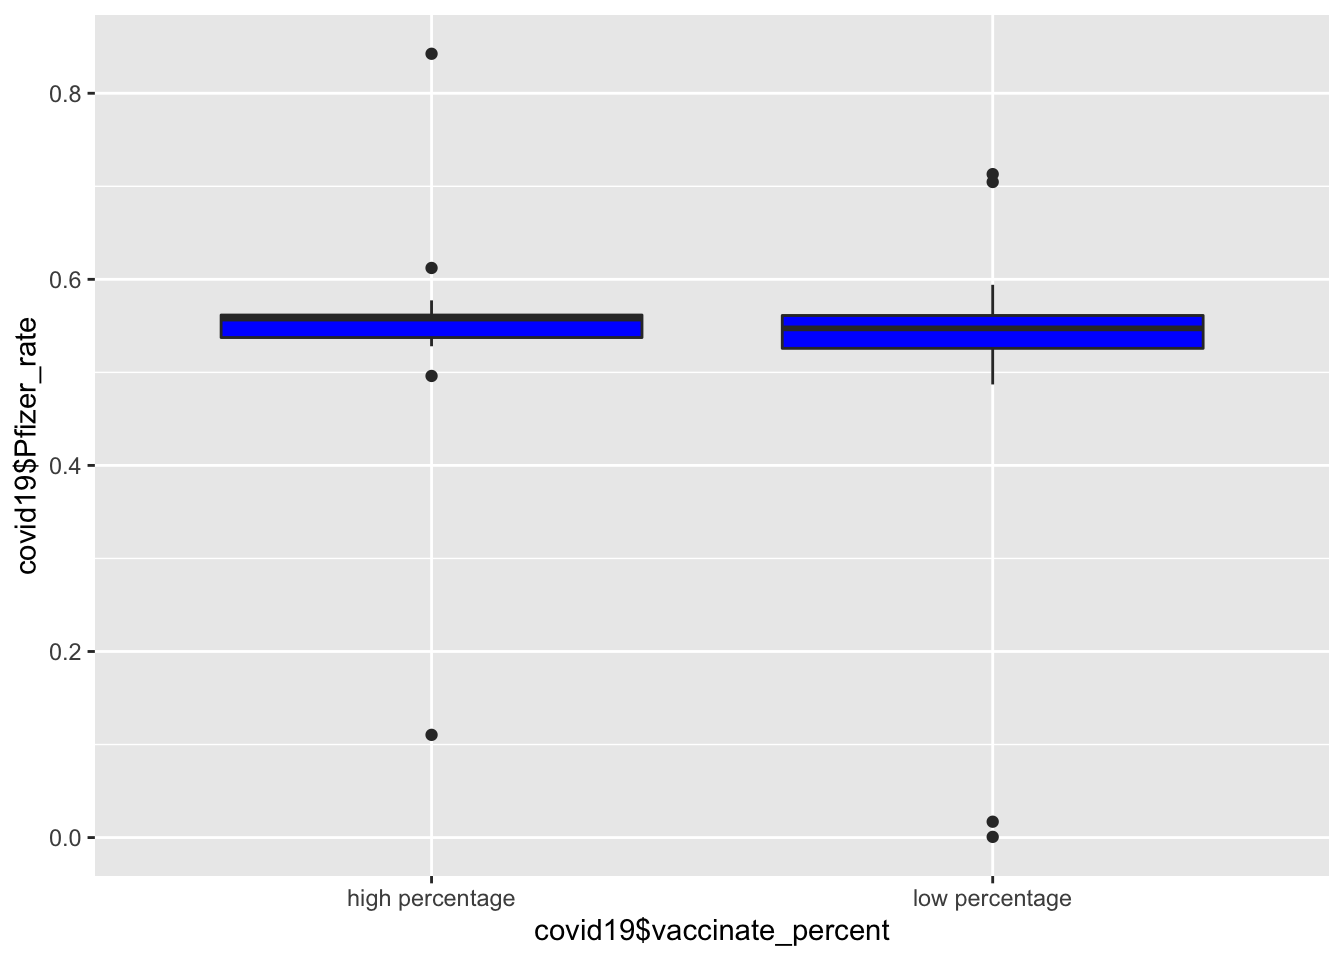 covid19$Pfizer_rate
0.8
0.6
0.4
0.2
0.0
high percentage
low percentage
covid19$vaccinate_percent